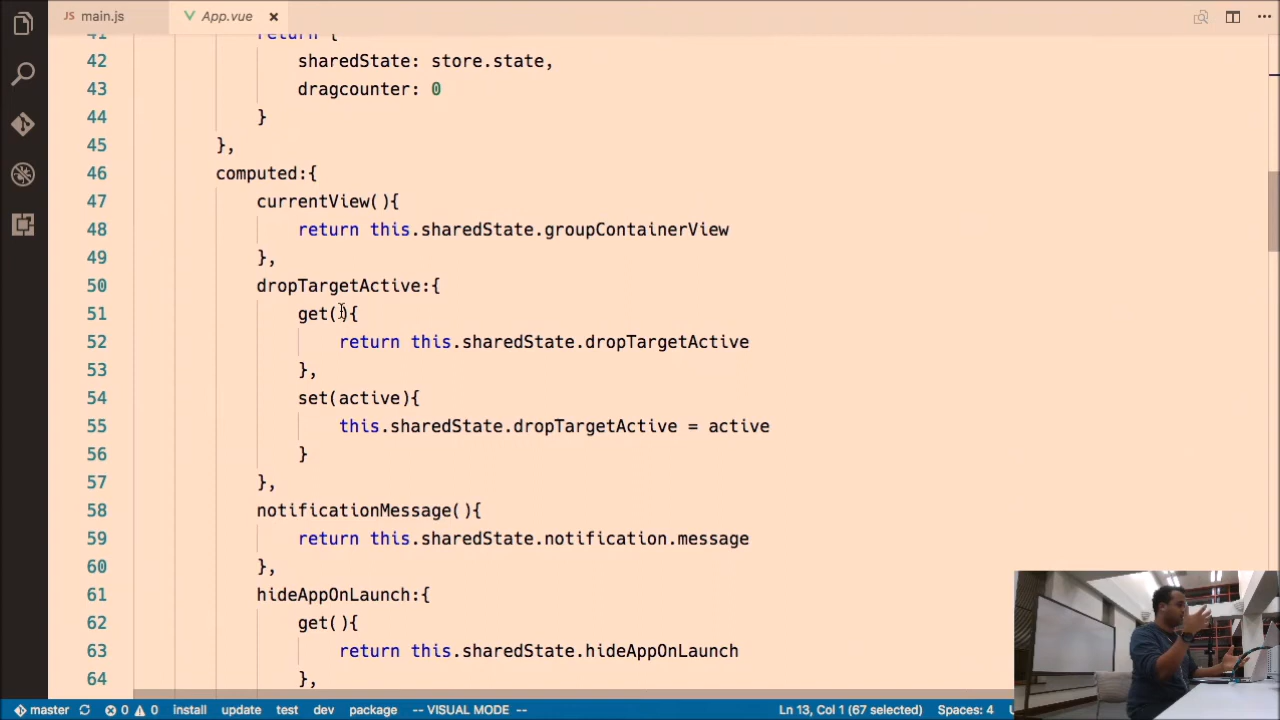 main.js
App.vue
41 return {
42 sharedState: store.state,
43 dragcounter: 0
44 }
45 },
46 computed:{
47 currentView(){
48 return this.sharedState.groupContainerView
49 },
50 dropTargetActive:{
51 get(){
52 return this.sharedState.dropTargetActive
53 },
54 set(active){
55 this.sharedState.dropTargetActive = active
56 }
57 },
58 notificationMessage(){
59 return this.sharedState.notification.message
60 },
61 hideAppOnLaunch:{
62 get(){
63 return this.sharedState.hideAppOnLaunch
64 },
master 0 0 install update test dev package -- VISUAL MODE -- Ln 13, Col 1 (67 selected) Spaces: 4